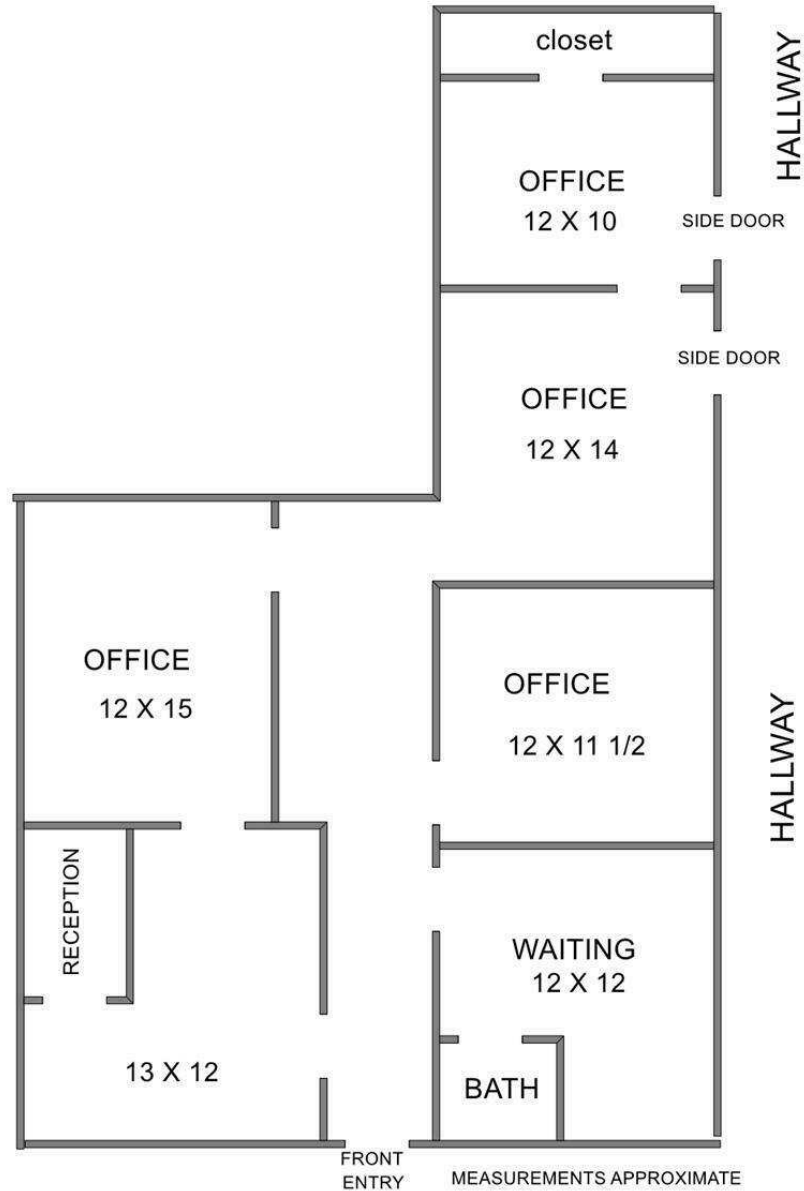 closet
HALLWAY
OFFICE
12 X 10
SIDE DOOR
SIDE DOOR
OFFICE
12 X 14
OFFICE
12 X 15
OFFICE
12 X 11 1/2
HALLWAY
RECEPTION
WAITING
12 X 12
13 X 12
BATH
FRONT
ENTRY
MEASUREMENTS APPROXIMATE